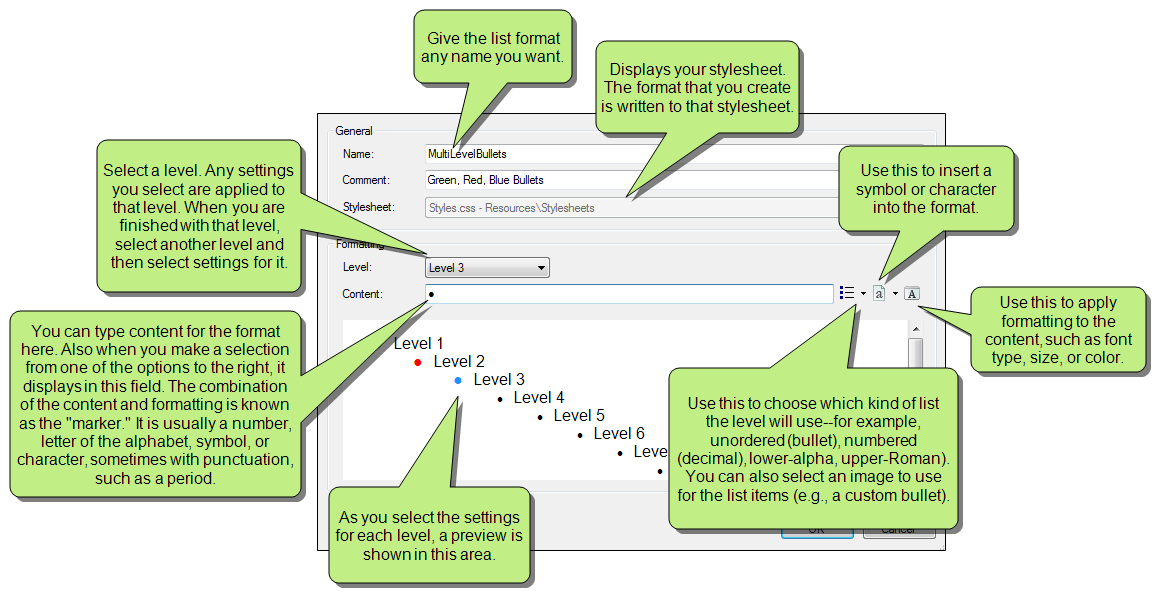 Give the list format
any name you want.
Displays your stylesheet.
The format that you create
is written to that stylesheet.
General
Name:
MultiLevelBullets
Comment:
Green, Red, Blue Bullets
Stylesheet:
Styles.css - Resources\Stylesheets
Select a level. Any settings
you select are applied to
that level. When you are
finished with that level,
select another level and
then select settings for it.
Use this to insert a
symbol or character
into the format.
Formatting
Level:
Level 3
Content:
•
a
A
You can type content for the format
here. Also when you make a selection
from one of the options to the right, it
displays in this field. The combination
of the content and formatting is known
as the "marker." It is usually a number,
letter of the alphabet, symbol, or
character, sometimes with punctuation,
such as a period.
Use this to apply
formatting to the
content, such as font
type, size, or color.
Level 1
• Level 2
• Level 3
• Level 4
• Level 5
• Level 6
•
•
Use this to choose which kind of list
the level will use--for example,
unordered (bullet), numbered
(decimal), lower-alpha, upper-Roman).
You can also select an image to use
for the list items (e.g., a custom bullet).
As you select the settings
for each level, a preview is
shown in this area.
OK
Cancel